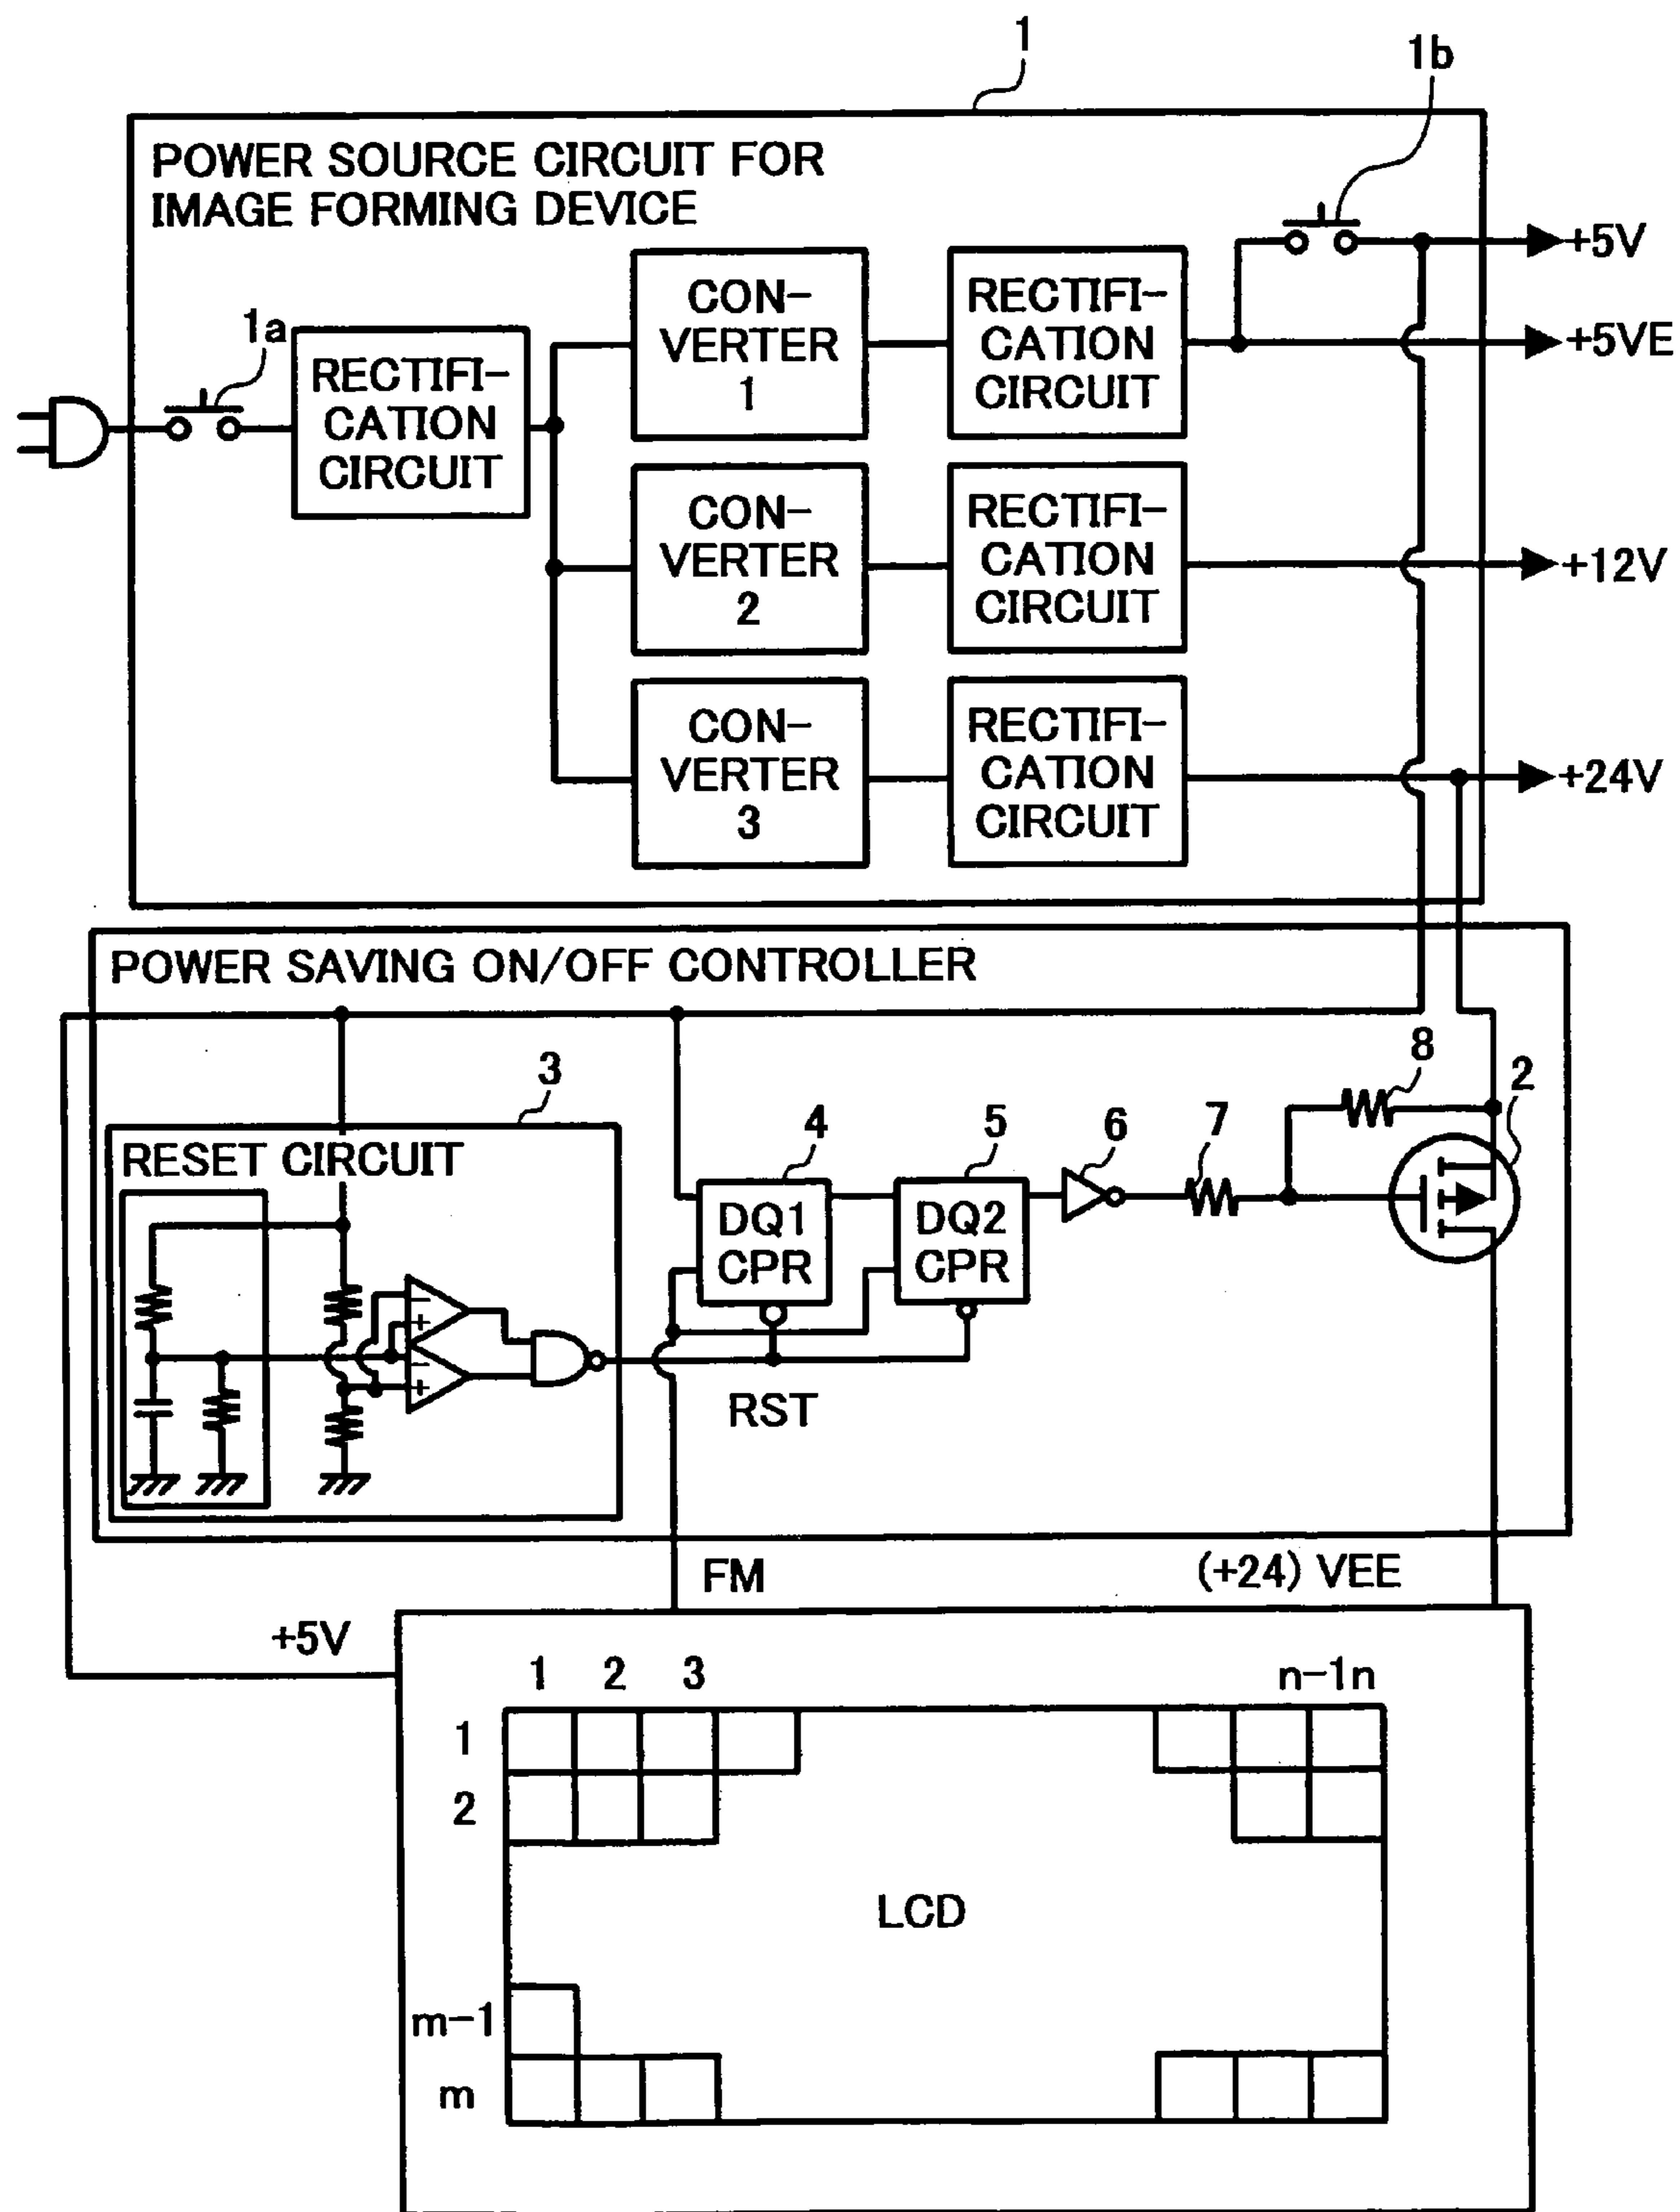 1
1b
POWER SOURCE CIRCUIT FOR
IMAGE FORMING DEVICE
+5V
1a
CON-
VERTER
1
RECTIFI-
CATION
CIRCUIT
+5VE
RECTIFI-
CATION
CIRCUIT
CON-
VERTER
2
RECTIFI-
CATION
CIRCUIT
+12V
CON-
VERTER
3
RECTIFI-
CATION
CIRCUIT
+24V
POWER SAVING ON/OFF CONTROLLER
3
8
2
RESET CIRCUIT
4
5
6
7
DQ1
CPR
DQ2
CPR
−
+
−
+
RST
FM
(+24) VEE
+5V
1 2 3 n-1n
1
2
LCD
m-1
m